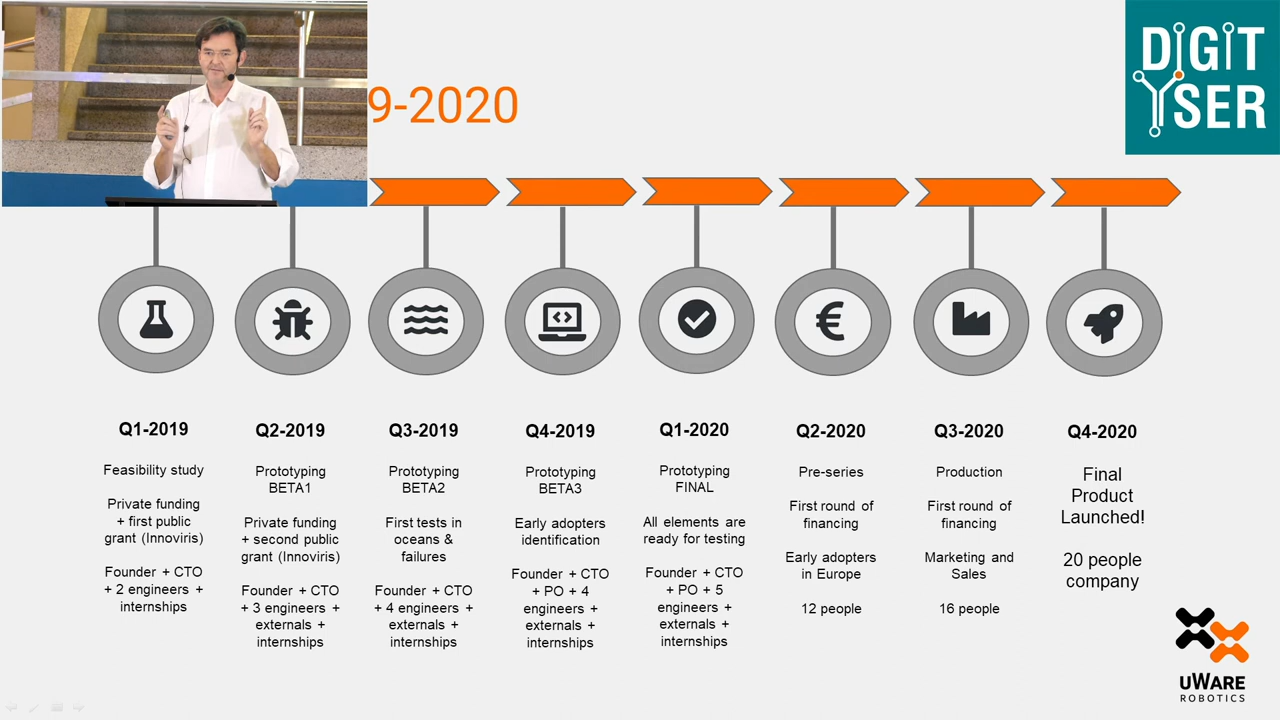 9-2020
DIGIT
YSER
Q1-2019
Feasibility study
Private funding
+ first public
grant (Innoviris)
Founder + CTO
+ 2 engineers +
internships
Q2-2019
Prototyping
BETA1
Private funding
+ second public
grant (Innoviris)
Founder + CTO
+ 3 engineers +
externals +
internships
Q3-2019
Prototyping
BETA2
First tests in
oceans &
failures
Founder + CTO
+ 4 engineers +
externals +
internships
Q4-2019
Prototyping
BETA3
Early adopters
identification
Founder + CTO
+ PO + 4
engineers +
externals +
internships
Q1-2020
Prototyping
FINAL
All elements are
ready for testing
Founder + CTO
+ PO + 5
engineers +
externals +
internships
Q2-2020
Pre-series
First round of
financing
Early adopters
in Europe
12 people
Q3-2020
Production
First round of
financing
Marketing and
Sales
16 people
Q4-2020
Final
Product
Launched!
20 people
company
UWARE
ROBOTICS